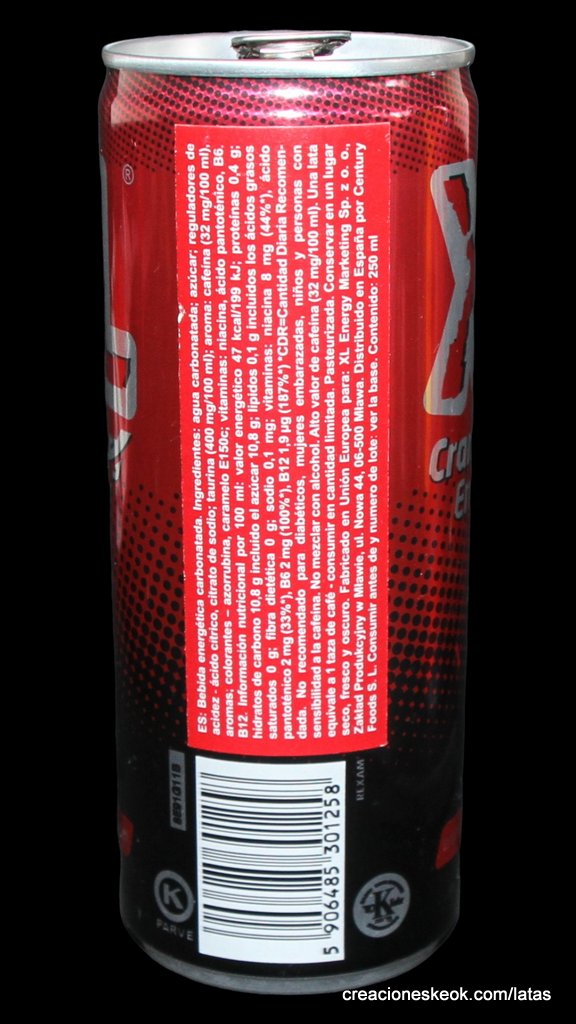 ES: Bebida energética carbonatada. Ingredientes: agua carbonatada; azúcar; reguladores de
acidez - ácido cítrico, citrato de sodio; taurina (400 mg/100 ml); aroma: cafeína (32 mg/100 ml),
aromas; colorantes – azorrubina, caramelo E150c; vitaminas: niacina, ácido pantoténico, B6,
B12. Información nutricional por 100 ml: valor energético 47 kcal/199 kJ; proteínas 0,4 g;
hidratos de carbono 10,8 g incluido el azúcar 10,8 g; lípidos 0,1 g incluidos los ácidos grasos
saturados 0 g; fibra dietética 0 g; sodio 0,1 mg; vitaminas: niacina 8 mg (44%*), ácido
pantoténico 2 mg (33%*), B6 2 mg (100%*), B12 1,9 µg (187%*) *CDR=Cantidad Diaria Recomen-
dada. No recomendado para diabéticos, mujeres embarazadas, niños y personas con
sensibilidad a la cafeína. No mezclar con alcohol. Alto valor de cafeína (32 mg/100 ml). Una lata
equivale a 1 taza de café - consumir en cantidad limitada. Pasteurizada. Conservar en un lugar
seco, fresco y oscuro. Fabricado en Unión Europea para: XL Energy Marketing Sp. z o. o.,
Zakład Produkcyjny w Mławie, ul. Nowa 44, 06-500 Mława. Distribuido en España por Century
Foods S. L. Consumir antes de y numero de lote: ver la base. Contenido: 250 ml
®
X
Cra
E
REXAM
5 906485 301258
K
PARVE
K
creacioneskeok.com/latas